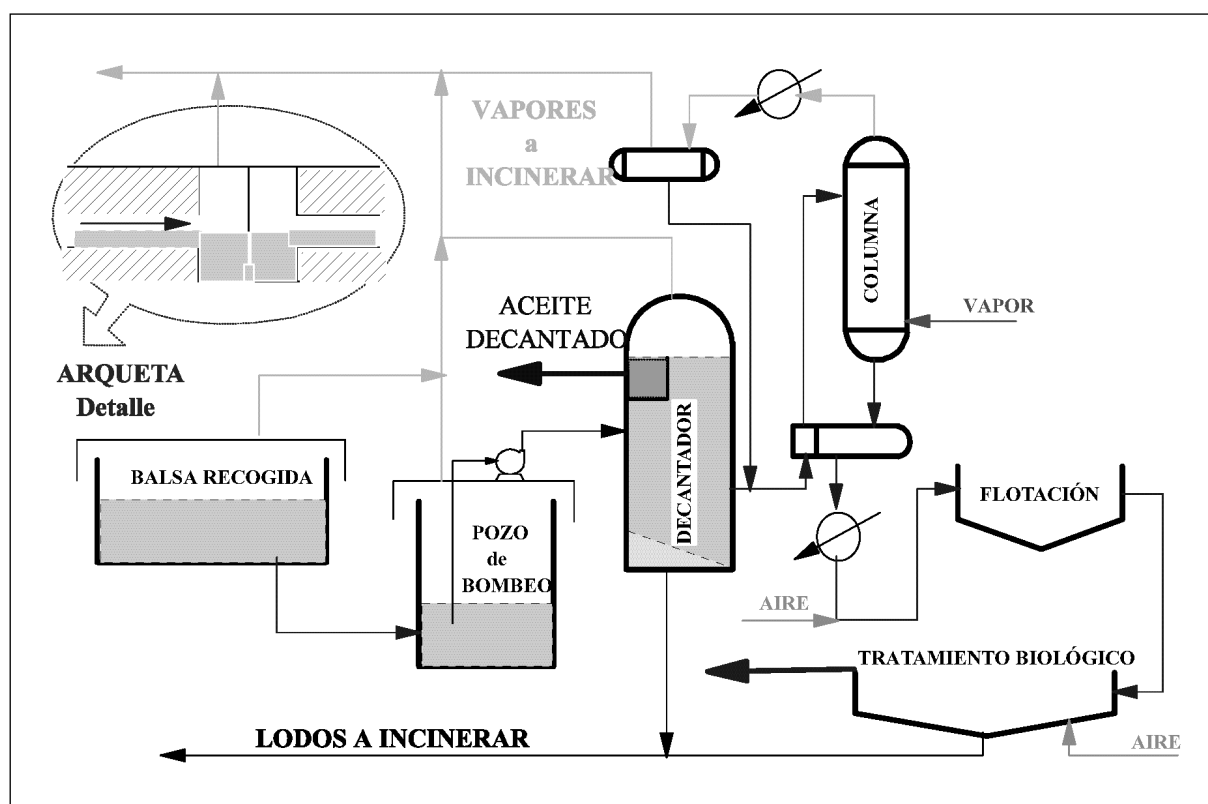 VAPORES
a
INCINERAR
COLUMNA
VAPOR
ACEITE
DECANTADO
ARQUETA
Detalle
DECANTADOR
BALSA RECOGIDA
FLOTACIÓN
POZO
de
BOMBEO
AIRE
TRATAMIENTO BIOLÓGICO
LODOS A INCINERAR
AIRE